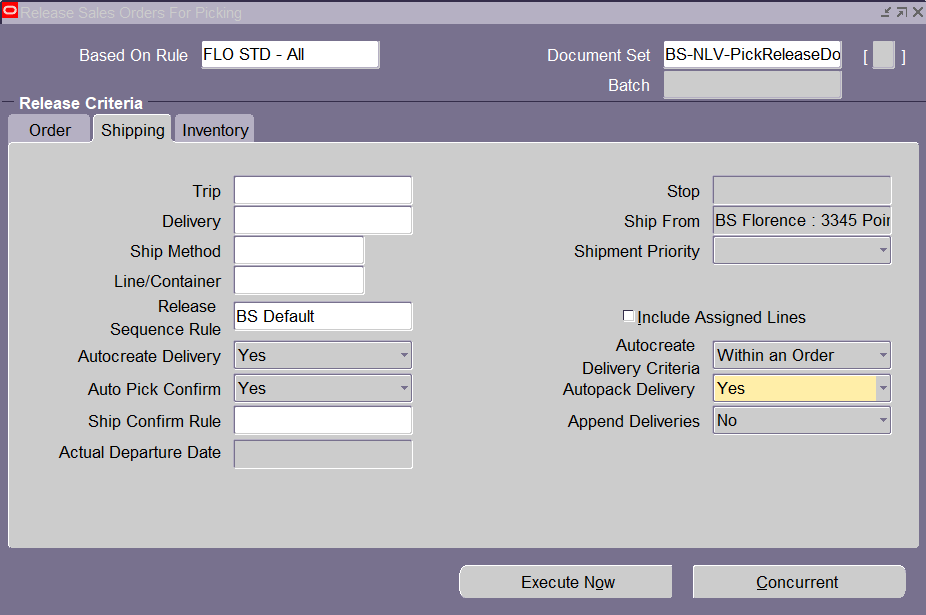 Release Sales Orders For Picking
Based On Rule FLO STD - All Document Set BS-NLV-PickReleaseDo [ ]
Batch
Release Criteria
Order Shipping Inventory
Trip Stop
Delivery Ship From BS Florence : 3345 Poin
Ship Method Shipment Priority
Line/Container
Release
Sequence Rule BS Default
Include Assigned Lines
Autocreate Delivery Yes
Autocreate
Delivery Criteria Within an Order
Auto Pick Confirm Yes Autopack Delivery Yes
Ship Confirm Rule Append Deliveries No
Actual Departure Date
Execute Now Concurrent